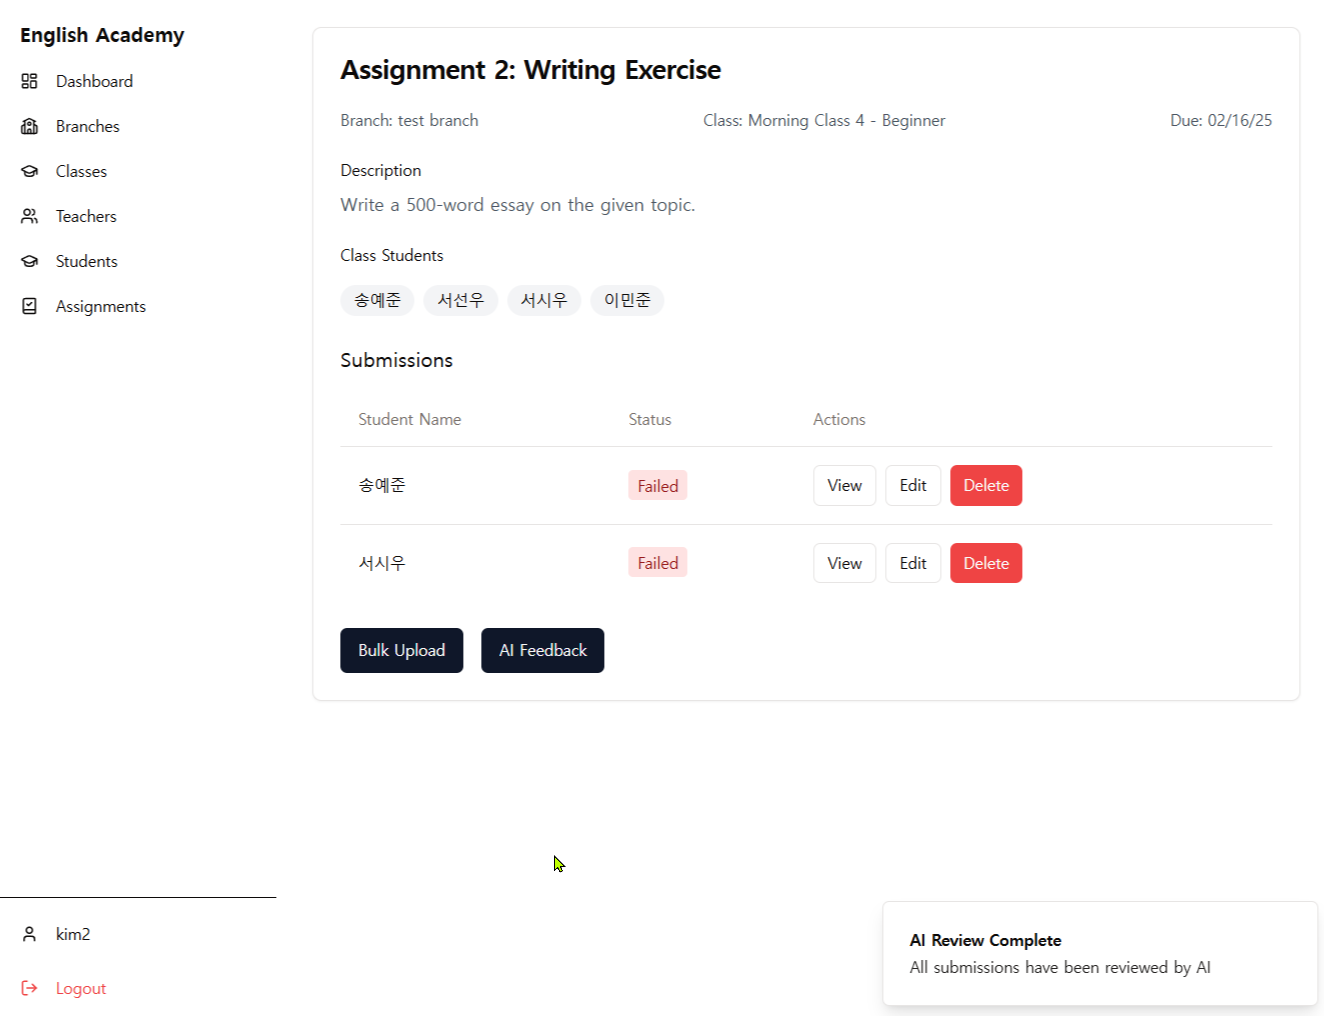 English Academy
Dashboard
Branches
Classes
Teachers
Students
Assignments
kim2
Logout
Assignment 2: Writing Exercise
Branch: test branch
Class: Morning Class 4 - Beginner
Due: 02/16/25
Description
Write a 500-word essay on the given topic.
Class Students
송예준 서선우 서시우 이민준
Submissions
Student Name Status Actions
송예준 Failed View Edit Delete
서시우 Failed View Edit Delete
Bulk Upload AI Feedback
AI Review Complete
All submissions have been reviewed by AI